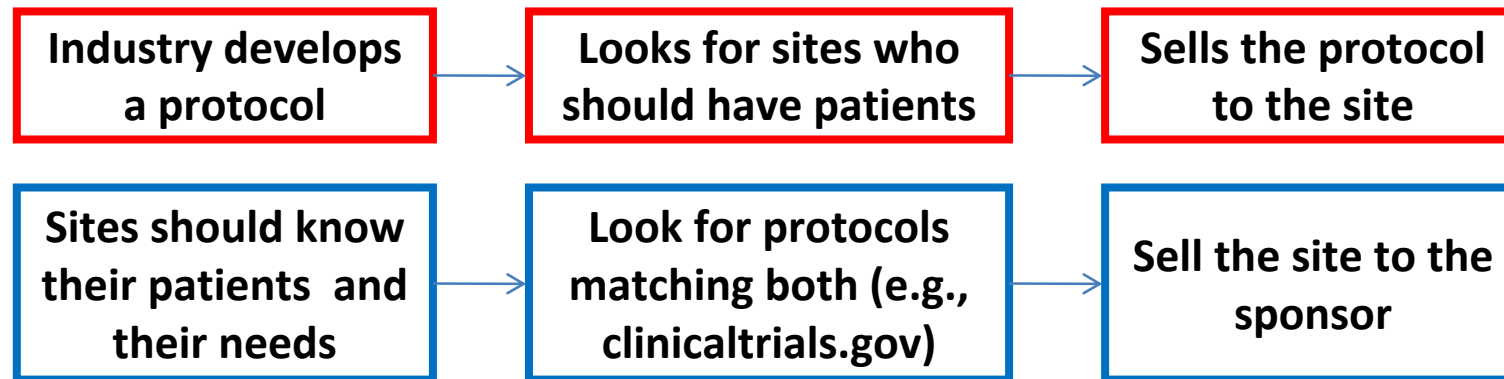 Industry develops
a protocol
Looks for sites who
should have patients
Sells the protocol
to the site
Sites should know
their patients  and
their needs
Look for protocols
matching both (e.g.,
clinicaltrials.gov)
Sell the site to the
sponsor